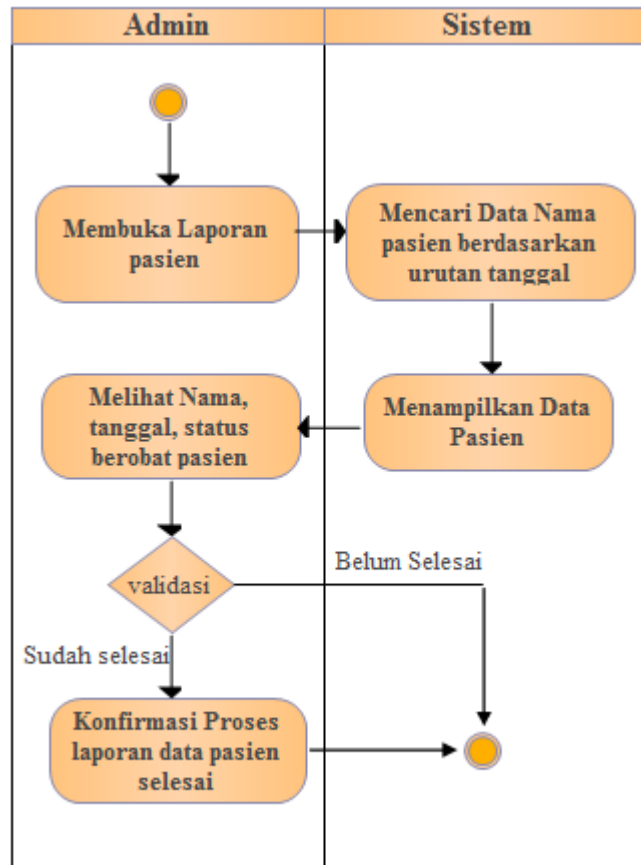 Admin
Sistem
Membuka Laporan
pasien
Mencari Data Nama
pasien berdasarkan
urutan tanggal
Melihat Nama,
tanggal, status
berobat pasien
Menampilkan Data
Pasien
validasi
Belum Selesai
Sudah selesai
Konfirmasi Proses
laporan data pasien
selesai